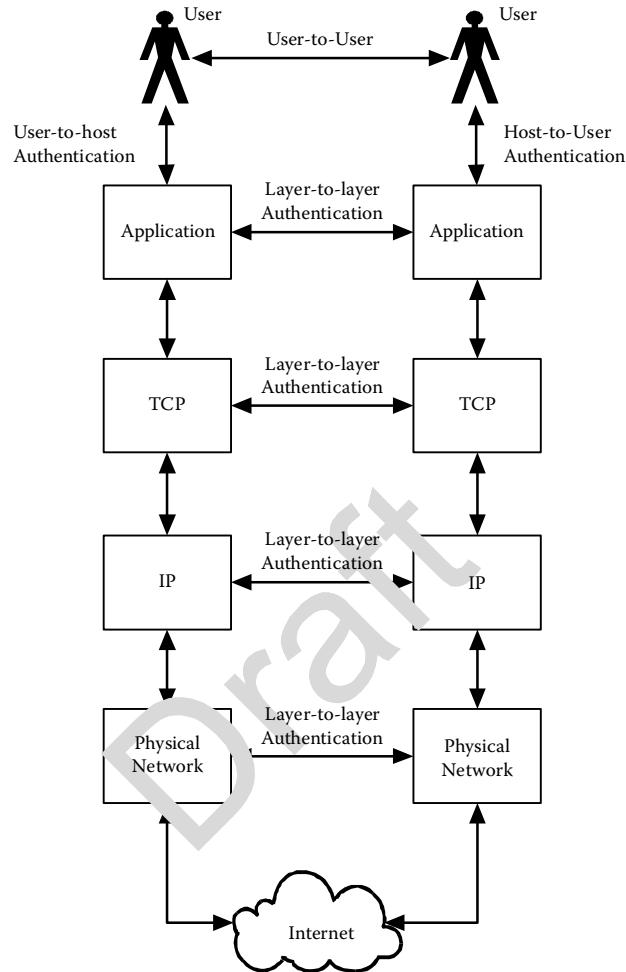 User
User
User-to-User
User-to-host
Authentication
Host-to-User
Authentication
Layer-to-layer
Authentication
Application
Application
Layer-to-layer
Authentication
TCP
TCP
Layer-to-layer
Authentication
IP
IP
Layer-to-layer
Authentication
Physical
Network
Physical
Network
Internet
Draft